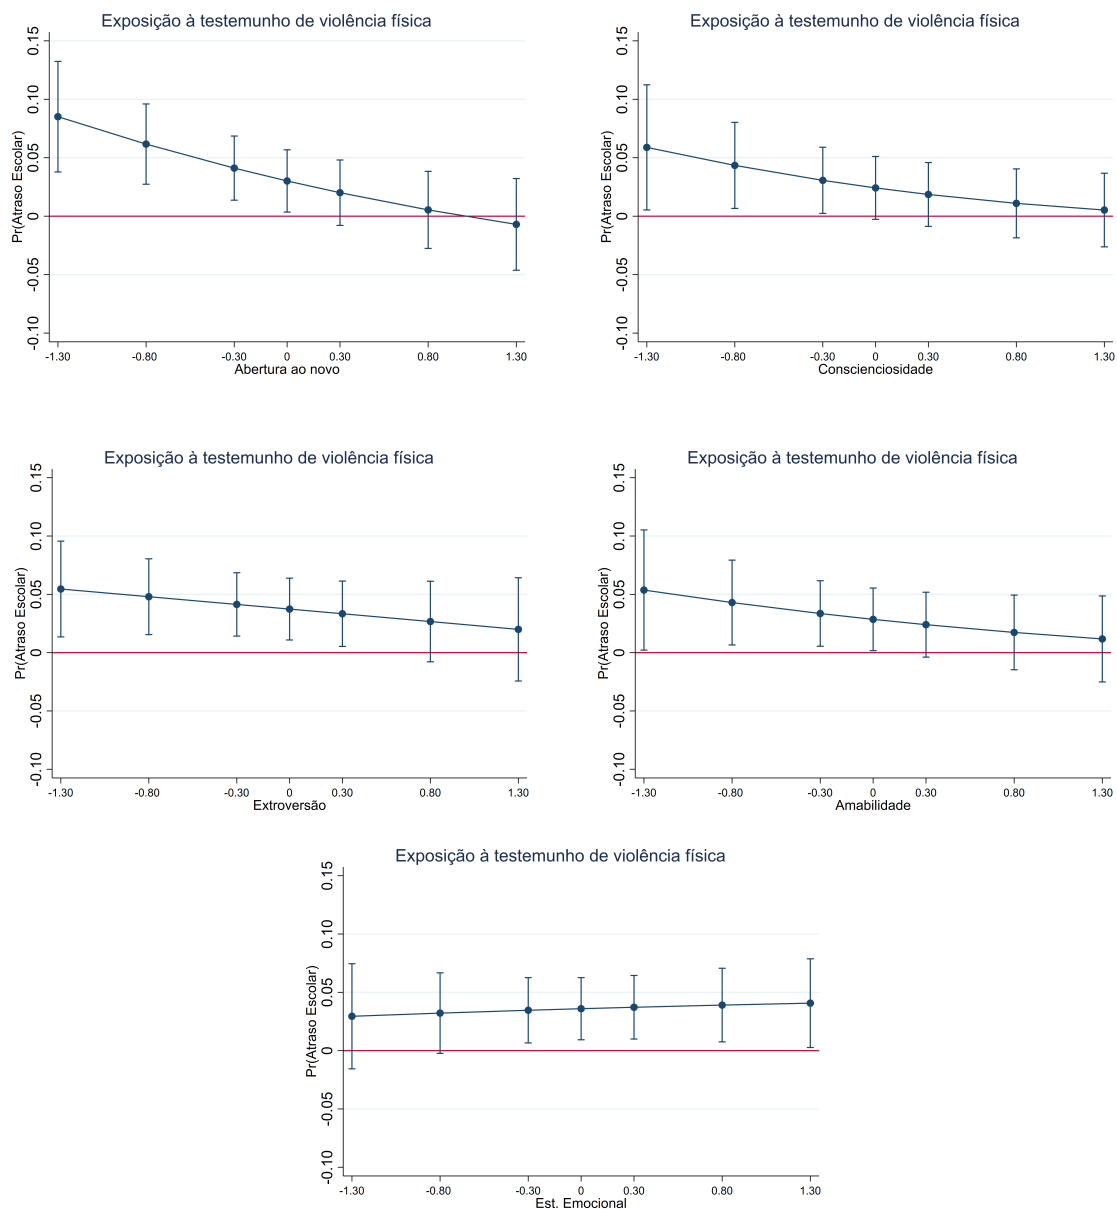 Exposição à testemunho de violência física
Pr(Atraso Escolar)
0.15
0.10
0.05
0
-0.05
-0.10
-1.30 -0.80 -0.30 0 0.30 0.80 1.30
Abertura ao novo
Exposição à testemunho de violência física
Pr(Atraso Escolar)
0.15
0.10
0.05
0
-0.05
-0.10
-1.30 -0.80 -0.30 0 0.30 0.80 1.30
Conscienciosidade
Exposição à testemunho de violência física
Pr(Atraso Escolar)
0.15
0.10
0.05
0
-0.05
-0.10
-1.30 -0.80 -0.30 0 0.30 0.80 1.30
Extroversão
Exposição à testemunho de violência física
Pr(Atraso Escolar)
0.15
0.10
0.05
0
-0.05
-0.10
-1.30 -0.80 -0.30 0 0.30 0.80 1.30
Amabilidade
Exposição à testemunho de violência física
Pr(Atraso Escolar)
0.15
0.10
0.05
0
-0.05
-0.10
-1.30 -0.80 -0.30 0 0.30 0.80 1.30
Est. Emocional